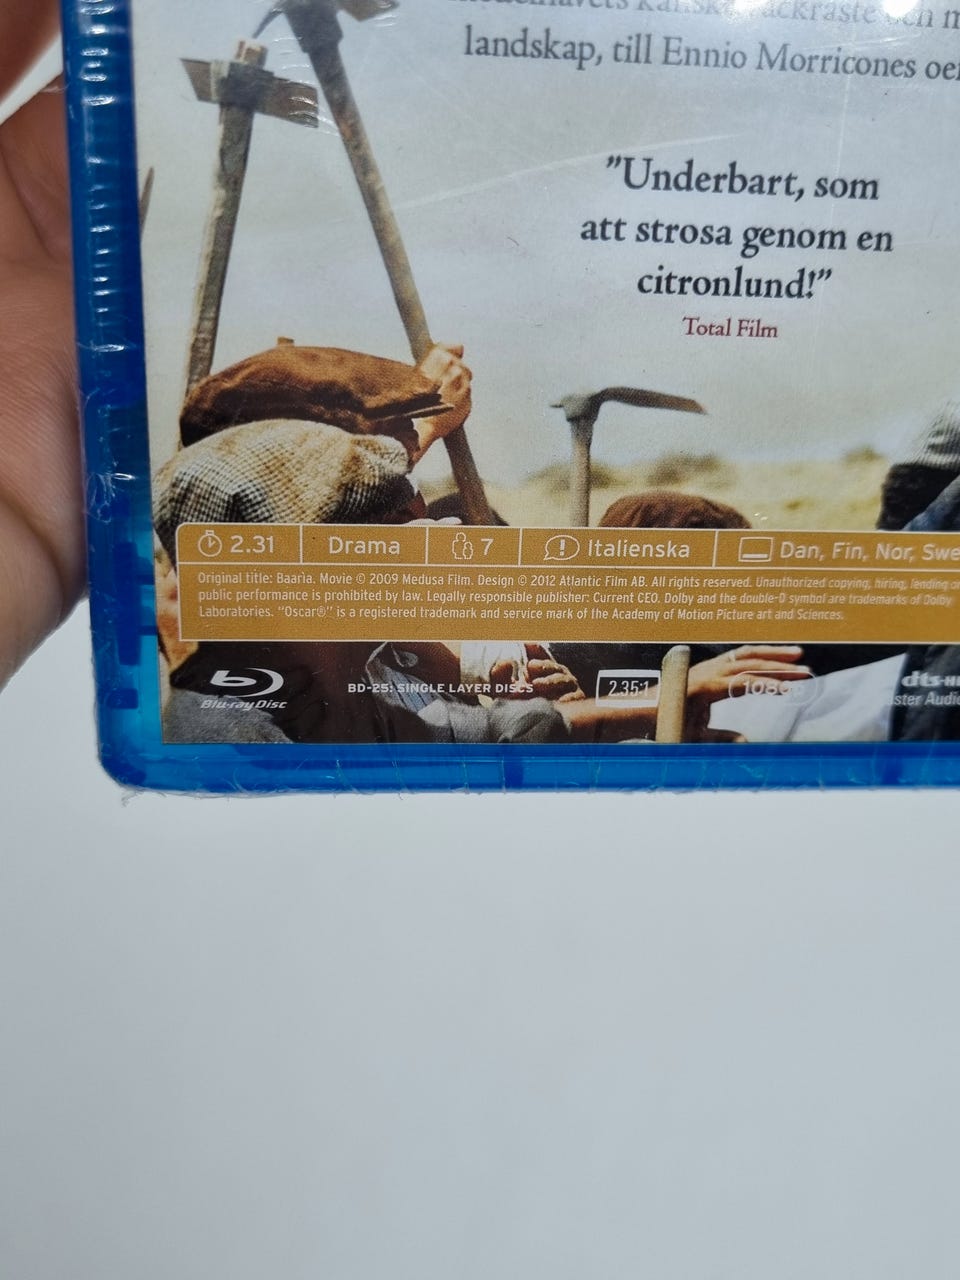 landskap, till Ennio Morricones
"Underbart, som
att strosa genom en
citronlund!"
Total Film
2.31 Drama 7 Italienska Dan, Fin, Nor, Swe
Original title: Baarìa. Movie © 2009 Medusa Film. Design © 2012 Atlantic Film AB. All rights reserved. Unauthorized copying, hiring, lending or
public performance is prohibited by law. Legally responsible publisher: Current CEO. Dolby and the double-D symbol are trademarks of Dolby
Laboratories. "Oscar®" is a registered trademark and service mark of the Academy of Motion Picture art and Sciences.
Blu-ray Disc BD-25: SINGLE LAYER DISCS 2.35:1 1080p dts-HD